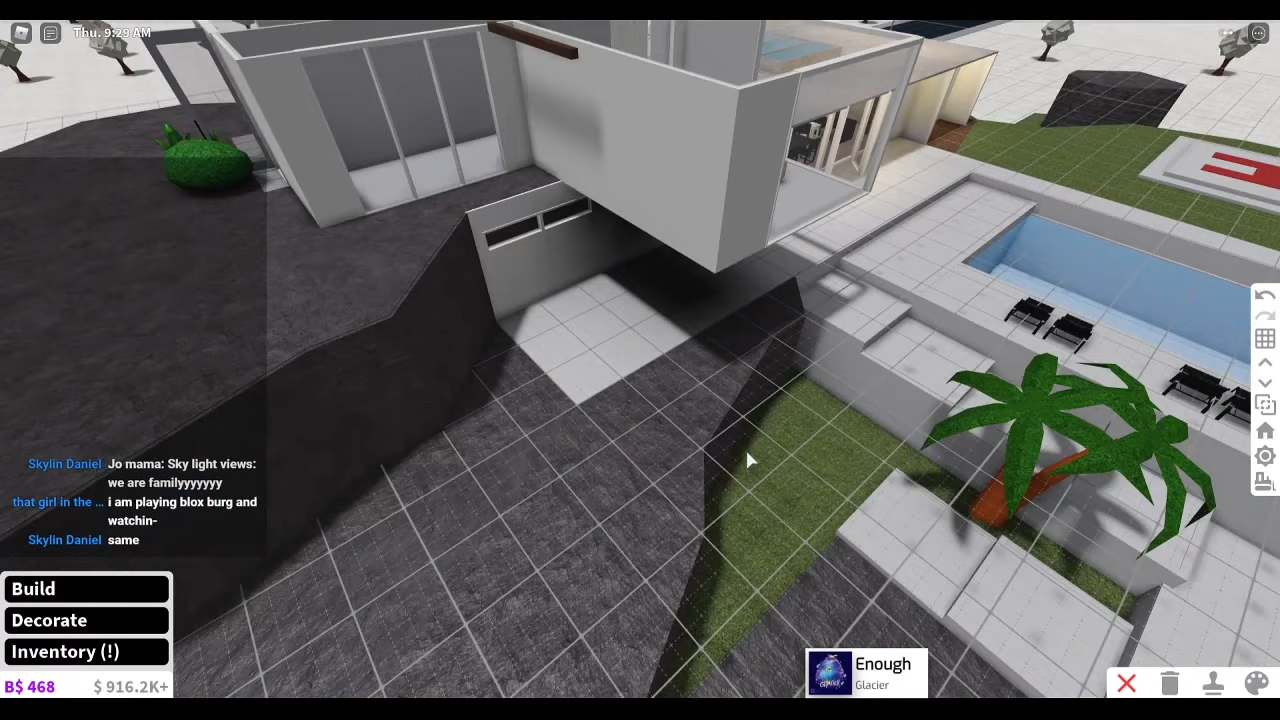 Thu. 9:29 AM
Skylin Daniel Jo mama: Sky light views:
we are familyyyyyyy
that girl in the ... i am playing blox burg and
watchin-
Skylin Daniel same
Build
Decorate
Inventory (!)
B$ 468 $ 916.2K+
Enough
Glacier